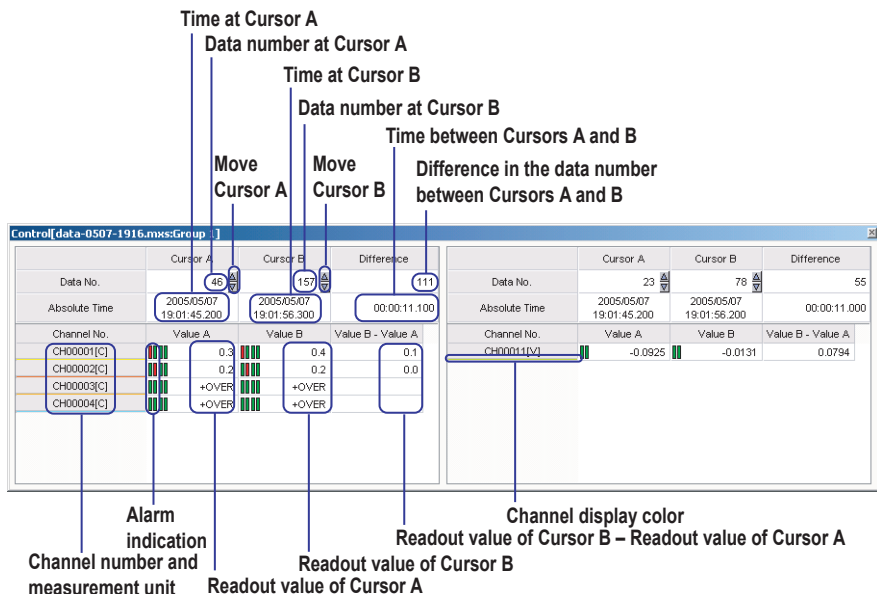 Time at Cursor A
Data number at Cursor A
Time at Cursor B
Data number at Cursor B
Time between Cursors A and B
Move
Cursor A
Move
Cursor B
Difference in the data number
between Cursors A and B
Control[data-0507-1916.mxs:Group 1]
Cursor A Cursor B Difference
Data No. 46 157 111
Absolute Time 2005/05/07 19:01:45.200 2005/05/07 19:01:56.300 00:00:11.100
Channel No. Value A Value B Value B - Value A
CH00001[C] 0.3 0.4 0.1
CH00002[C] 0.2 0.2 0.0
CH00003[C] +OVER +OVER
CH00004[C] +OVER +OVER
Cursor A Cursor B Difference
Data No. 23 78 55
Absolute Time 2005/05/07 19:01:45.200 2005/05/07 19:01:56.200 00:00:11.000
Channel No. Value A Value B Value B - Value A
CH00011[V] -0.0925 -0.0131 0.0794
Alarm
indication
Channel display color
Readout value of Cursor B – Readout value of Cursor A
Channel number and
measurement unit
Readout value of Cursor B
Readout value of Cursor A